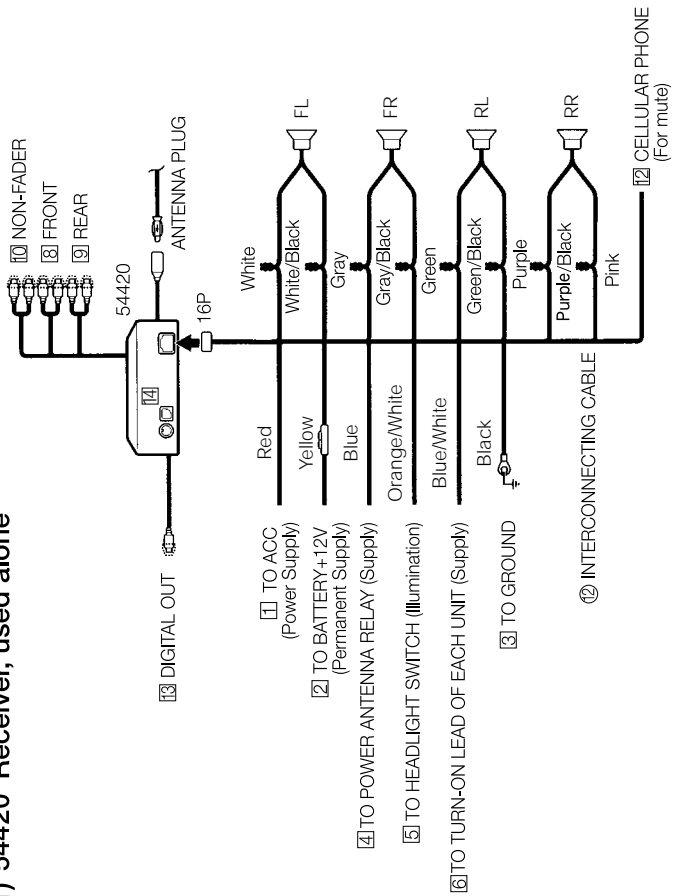 ) 54420 Receiver, used alone
10 NON-FADER
8 FRONT
9 REAR
54420
ANTENNA PLUG
14
16P
13 DIGITAL OUT
Red
White
FL
1 TO ACC
(Power Supply)
Yellow
White/Black
2 TO BATTERY+12V
(Permanent Supply)
Blue
Gray
FR
4 TO POWER ANTENNA RELAY (Supply)
Orange/White
Gray/Black
5 TO HEADLIGHT SWITCH (Illumination)
Blue/White
Green
RL
6 TO TURN-ON LEAD OF EACH UNIT (Supply)
Black
Green/Black
3 TO GROUND
Purple
RR
Purple/Black
Pink
⑫ INTERCONNECTING CABLE
12 CELLULAR PHONE
(For mute)